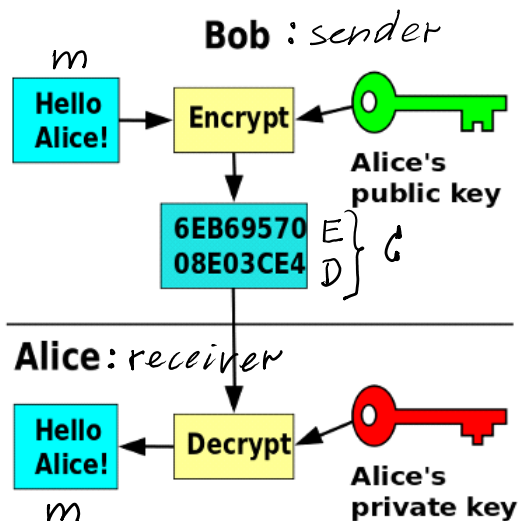 Bob : sender
m
Hello
Alice!
Encrypt
Alice's
public key
6EB69570 E
08E03CE4 D
Alice: receiver
Hello
Alice!
Decrypt
Alice's
private key
m